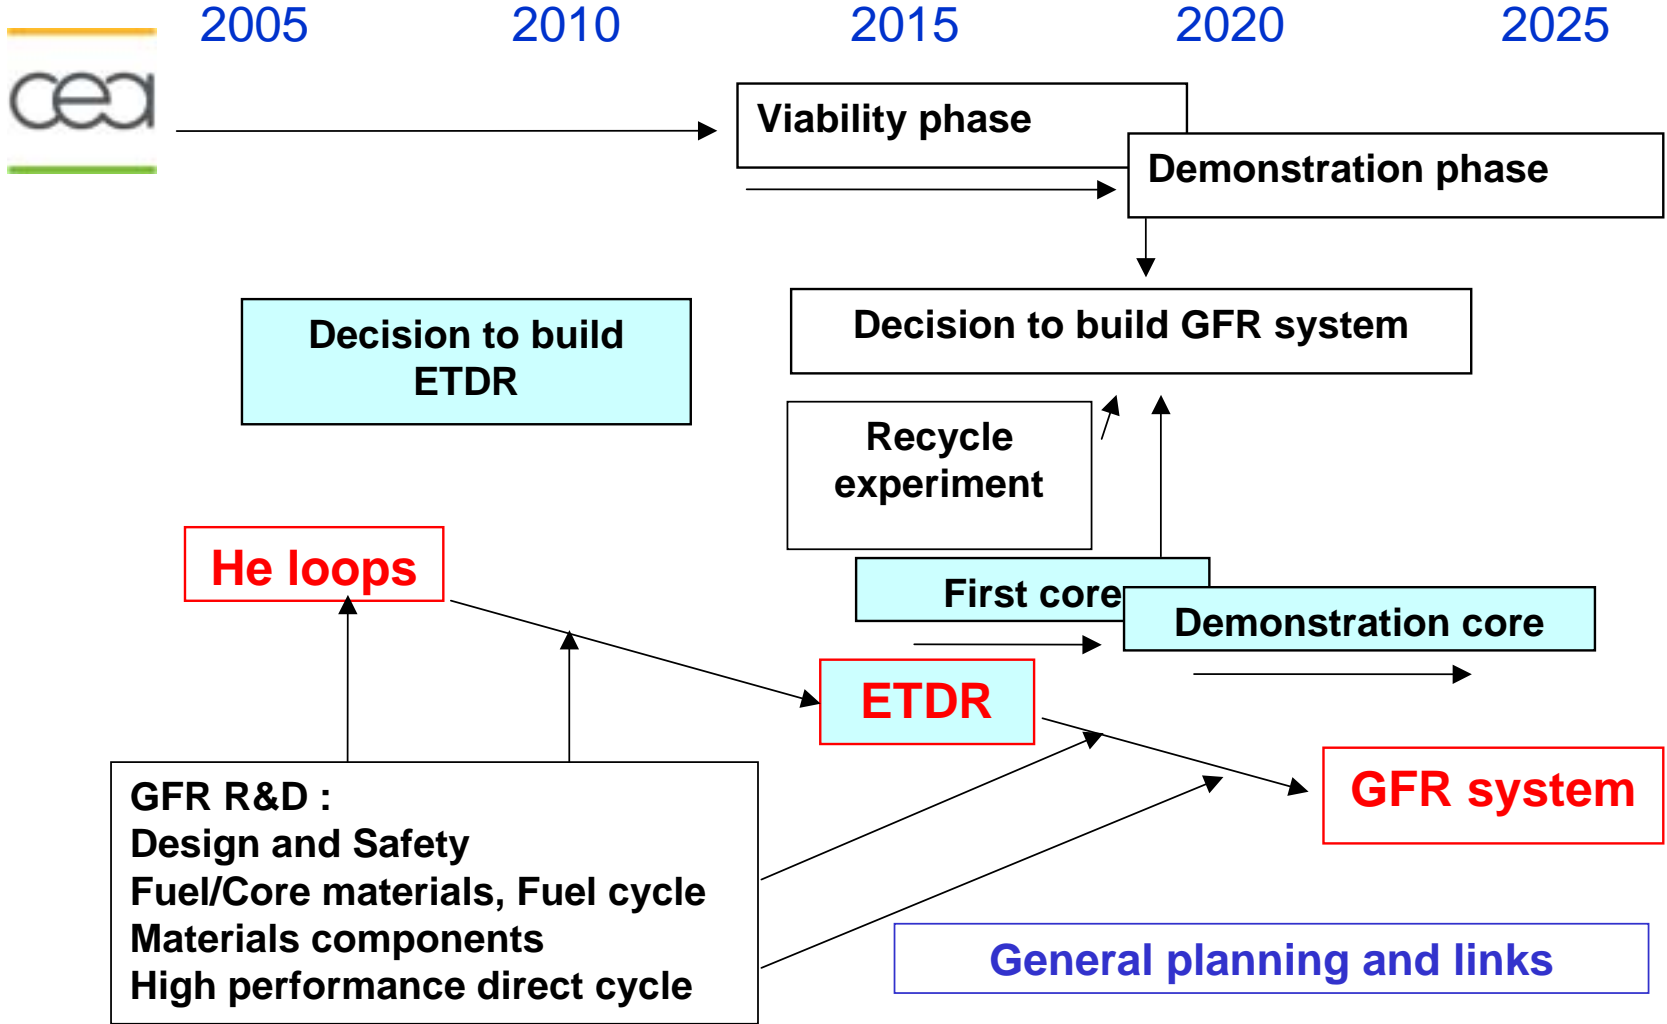 2005 2010 2015 2020 2025
cea
Viability phase
Demonstration phase
Decision to build
ETDR
Decision to build GFR system
Recycle
experiment
He loops
First core
Demonstration core
ETDR
GFR system
GFR R&D :
Design and Safety
Fuel/Core materials, Fuel cycle
Materials components
High performance direct cycle
General planning and links